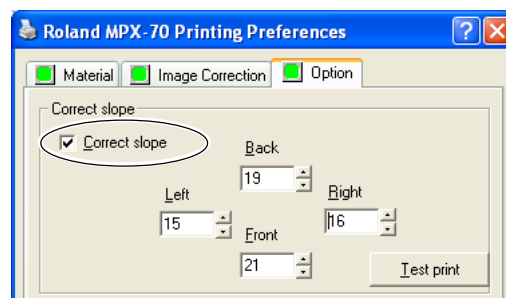 Roland MPX-70 Printing Preferences
Material Image Correction Option
Correct slope
Correct slope
Back
19
Left
Right
15
16
Front
21
Test print